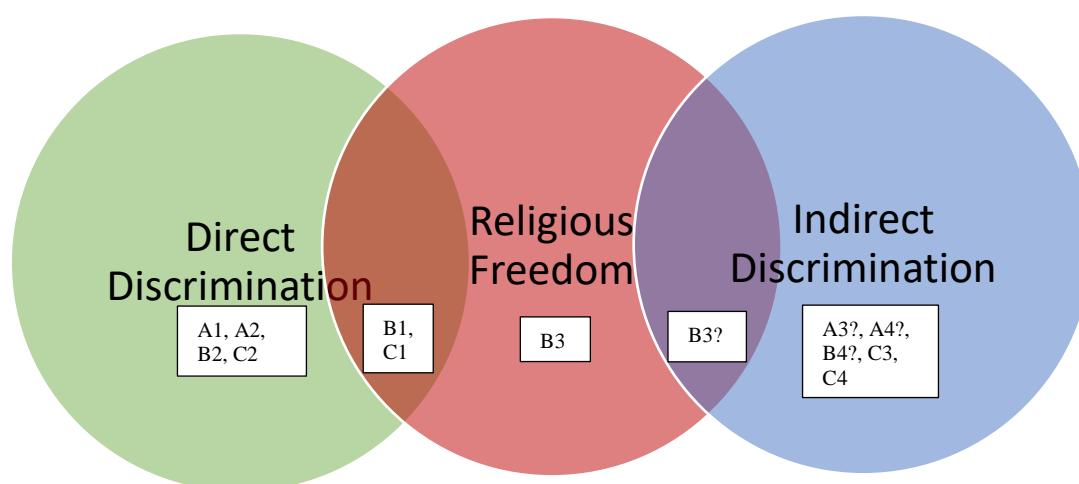 Direct
Discrimination
Religious
Freedom
Indirect
Discrimination
A1, A2,
B2, C2
B1,
C1
B3
B3?
A3?, A4?,
B4?, C3,
C4